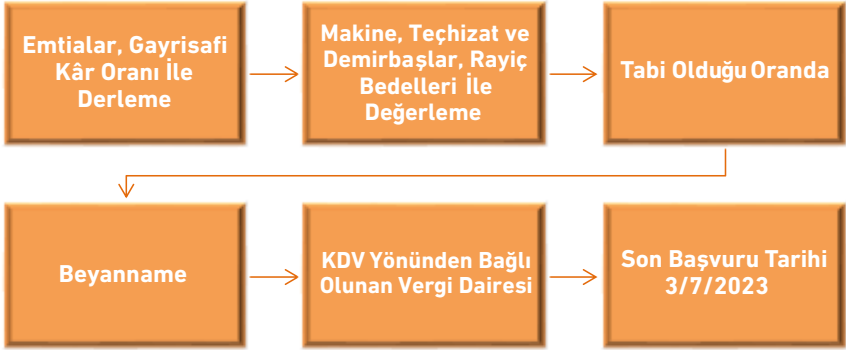 Emtialar, Gayrisafi
Kâr Oranı İle
Derleme
Makine, Teçhizat ve
Demirbaşlar, Rayiç
Bedelleri İle
Değerleme
Tabi Olduğu Oranda
Beyanname
KDV Yönünden Bağlı
Olunan Vergi Dairesi
Son Başvuru Tarihi
3/7/2023